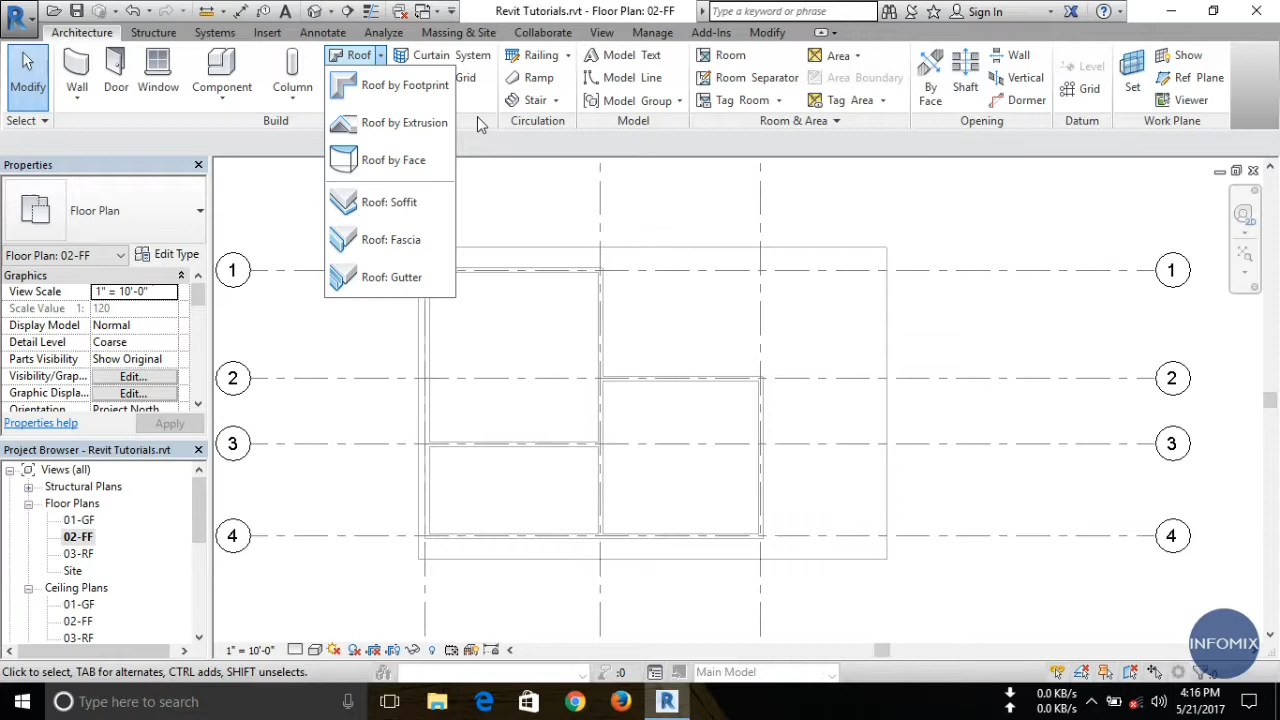 Revit Tutorials.rvt - Floor Plan: 02-FF
Type a keyword or phrase
Sign In
Architecture Structure Systems Insert Annotate Analyze Massing & Site Collaborate View Manage Add-Ins Modify
Modify
Select
Wall
Door
Window
Component
Column
Build
Roof
Roof by Footprint
Roof by Extrusion
Roof by Face
Roof: Soffit
Roof: Fascia
Roof: Gutter
Curtain System
Grid
Railing
Ramp
Stair
Circulation
Model Text
Model Line
Model Group
Model
Room
Room Separator
Tag Room
Area
Area Boundary
Tag Area
Room & Area
By Face
Shaft
Wall
Vertical
Dormer
Opening
Level
Grid
Datum
Set
Show
Ref Plane
Viewer
Work Plane
Properties
Floor Plan
Floor Plan: 02-FF
Edit Type
Graphics
View Scale 1" = 10'-0"
Scale Value 1: 120
Display Model Normal
Detail Level Coarse
Parts Visibility Show Original
Visibility/Grap... Edit...
Graphic Displa... Edit...
Orientation Project North
Properties help
Apply
Project Browser - Revit Tutorials.rvt
Views (all)
Structural Plans
Floor Plans
01-GF
02-FF
03-RF
Site
Ceiling Plans
01-GF
02-FF
03-RF
1 1
2 2
3 3
4 4
2D
INFOMIX
1" = 10'-0"
Click to select, TAB for alternates, CTRL adds, SHIFT unselects.
:0
Main Model
:0
Type here to search
0.0 KB/s
0.0 KB/s
4:16 PM
5/21/2017